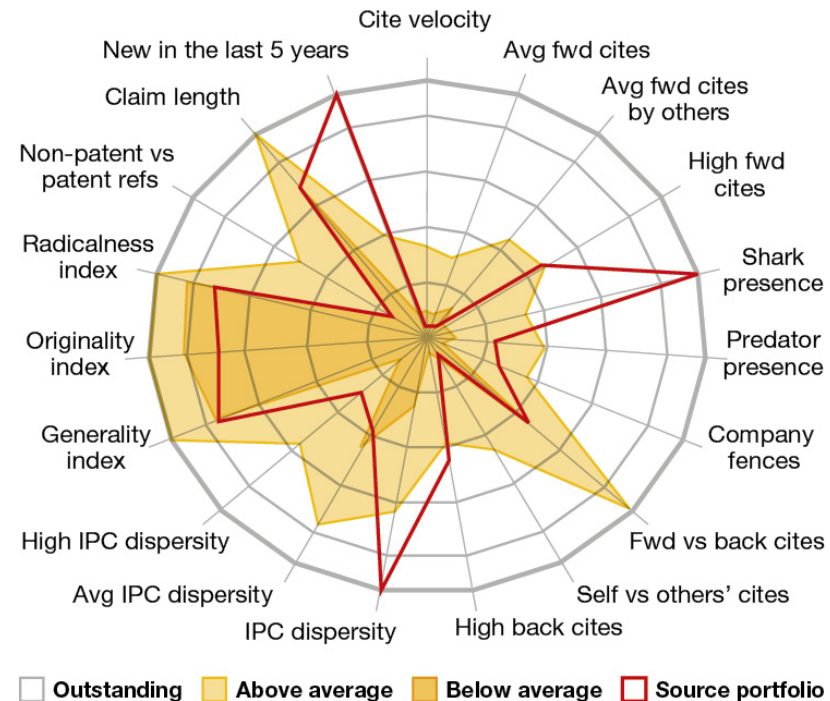 Cite velocity
New in the last 5 years
Avg fwd cites
Claim length
Avg fwd cites
by others
Non-patent vs
patent refs
High fwd
cites
Radicalness
index
Shark
presence
Originality
index
Predator
presence
Generality
index
Company
fences
High IPC dispersity
Fwd vs back cites
Avg IPC dispersity
Self vs others’ cites
IPC dispersity
High back cites
Outstanding
Above average
Below average
Source portfolio